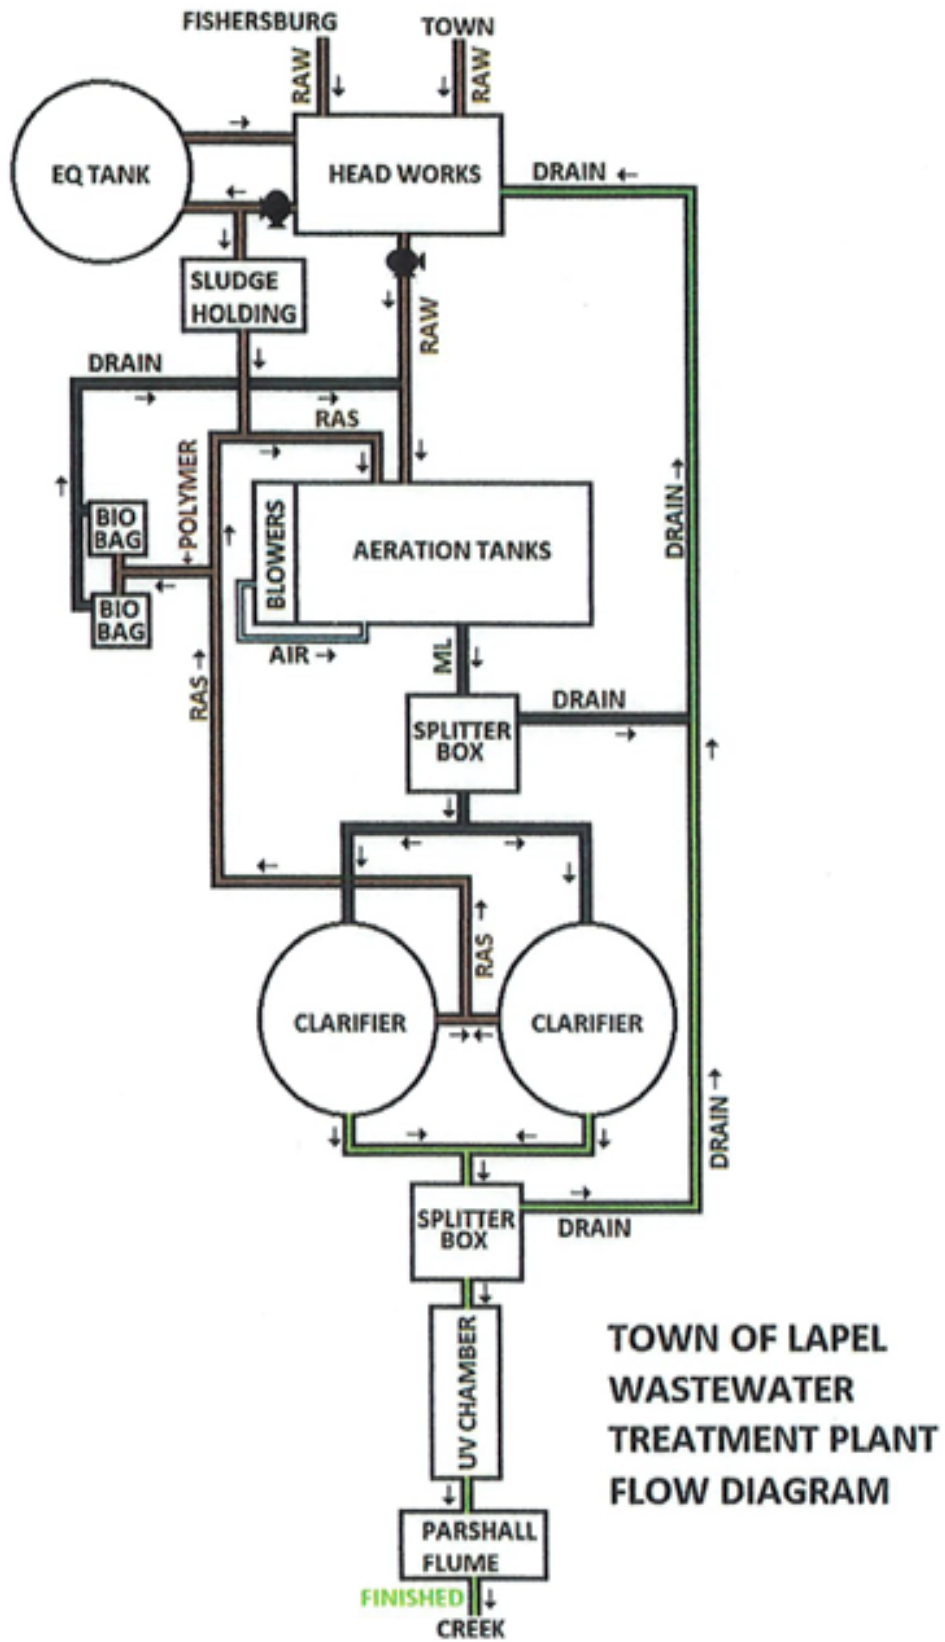 FISHERSBURG
TOWN
RAW
RAW
EQ TANK
HEAD WORKS
DRAIN
SLUDGE
HOLDING
RAW
DRAIN
RAS
POLYMER
BIO
BAG
BIO
BAG
BLOWERS
AERATION TANKS
DRAIN
AIR
ML
RAS
SPLITTER
BOX
DRAIN
RAS
CLARIFIER
CLARIFIER
DRAIN
SPLITTER
BOX
DRAIN
UV CHAMBER
TOWN OF LAPEL
WASTEWATER
TREATMENT PLANT
FLOW DIAGRAM
PARSHALL
FLUME
FINISHED
CREEK